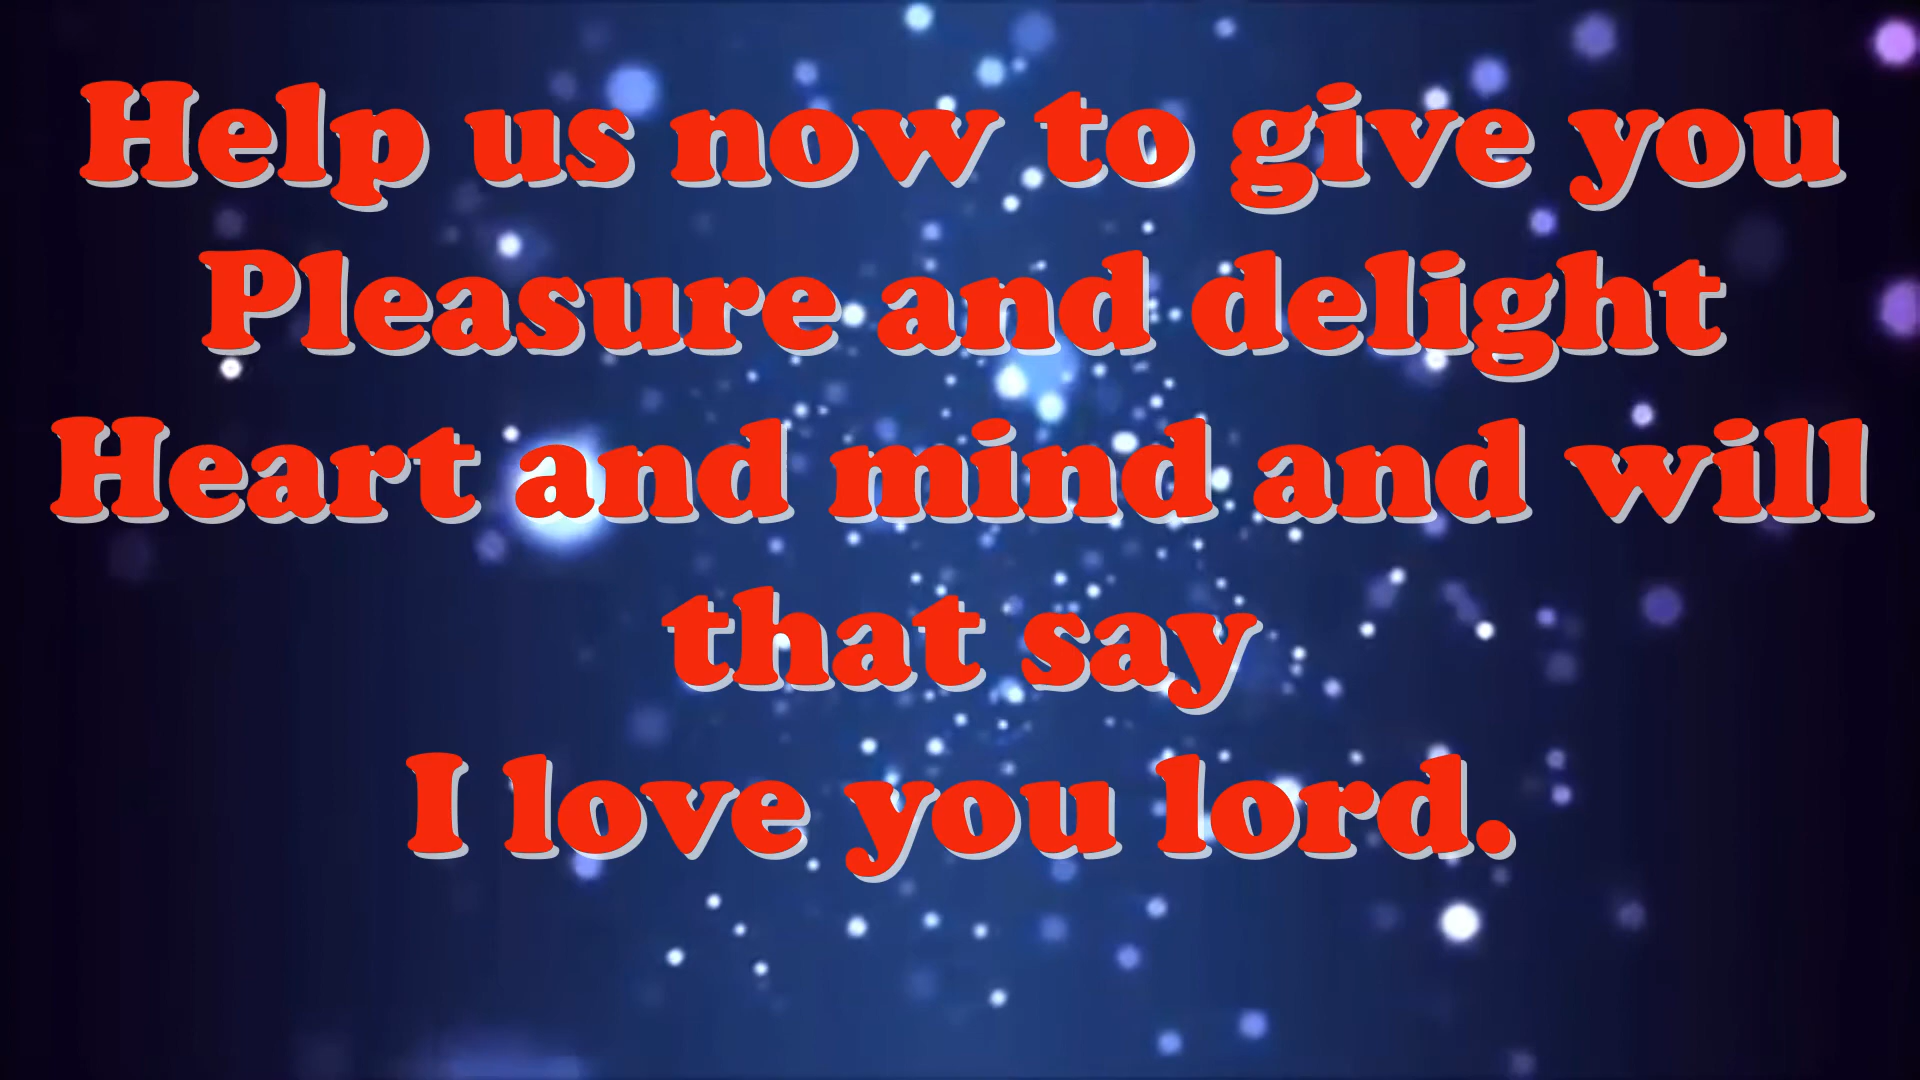 Help us now to give you
Pleasure and delight
Heart and mind and will
that say
I love you lord.